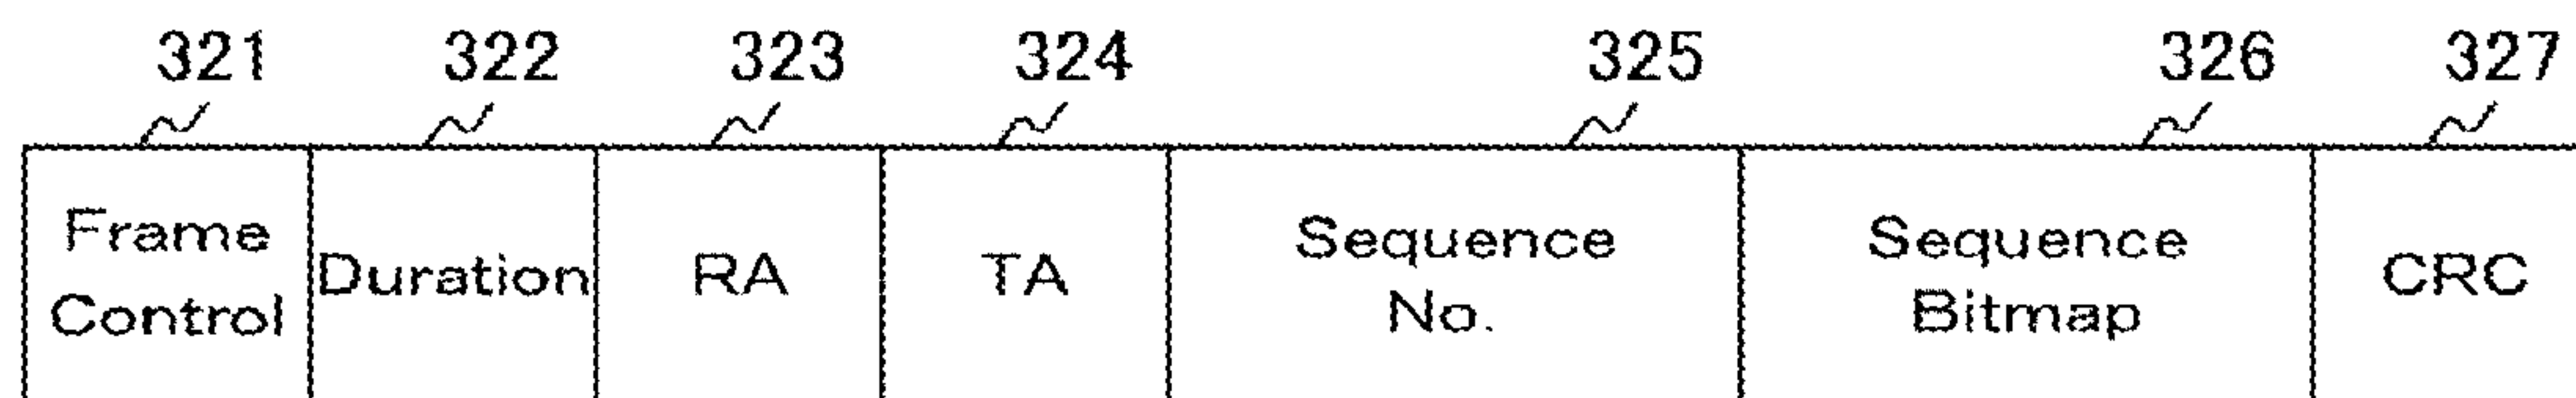 321 322 323 324 325 326 327
Frame Control
Duration
RA
TA
Sequence No.
Sequence Bitmap
CRC